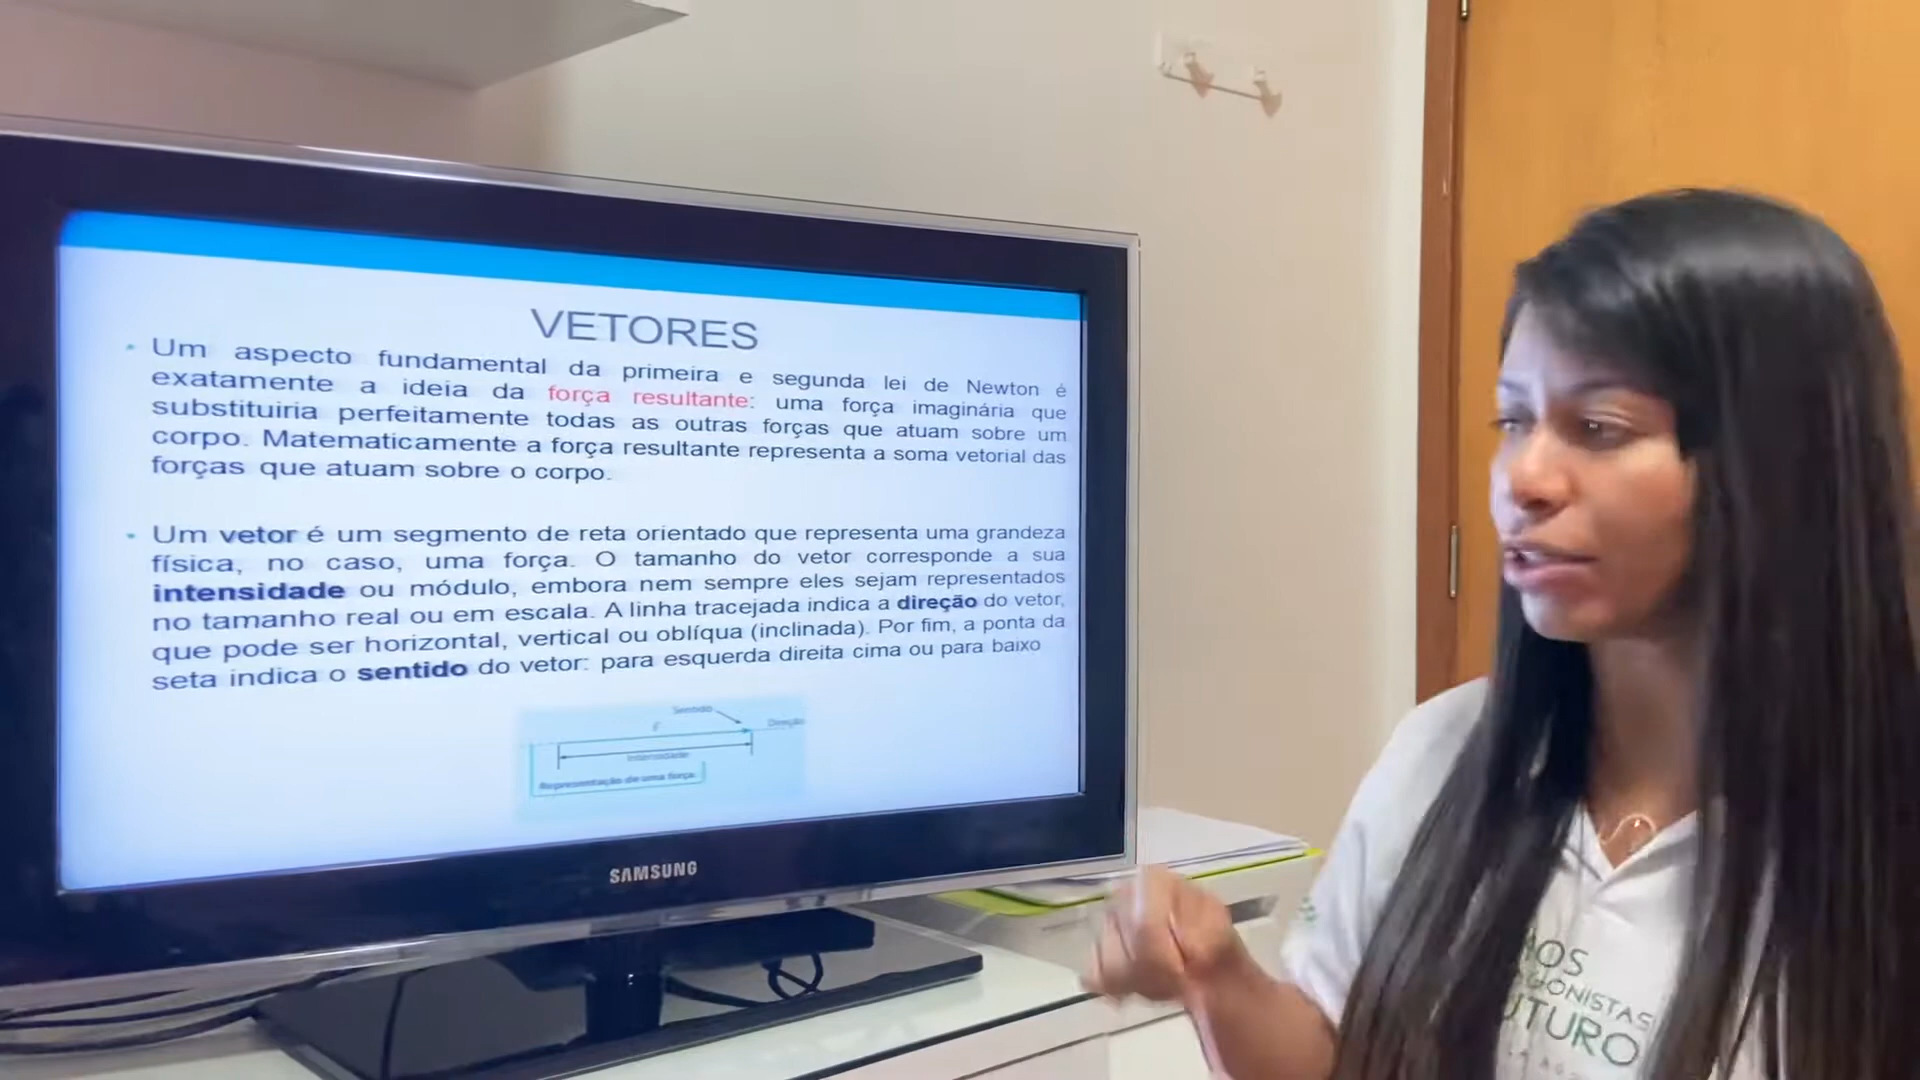 VETORES
• Um aspecto fundamental da primeira e segunda lei de Newton é
exatamente a ideia da força resultante: uma força imaginária que
substituiria perfeitamente todas as outras forças que atuam sobre um
corpo. Matematicamente a força resultante representa a soma vetorial das
forças que atuam sobre o corpo.
• Um vetor é um segmento de reta orientado que representa uma grandeza
física, no caso, uma força. O tamanho do vetor corresponde a sua
intensidade ou módulo, embora nem sempre eles sejam representados
no tamanho real ou em escala. A linha tracejada indica a direção do vetor,
que pode ser horizontal, vertical ou oblíqua (inclinada). Por fim, a ponta da
seta indica o sentido do vetor: para esquerda direita cima ou para baixo
Sentido
Direção
Intensidade
Representação de uma força.
SAMSUNG
UTURO